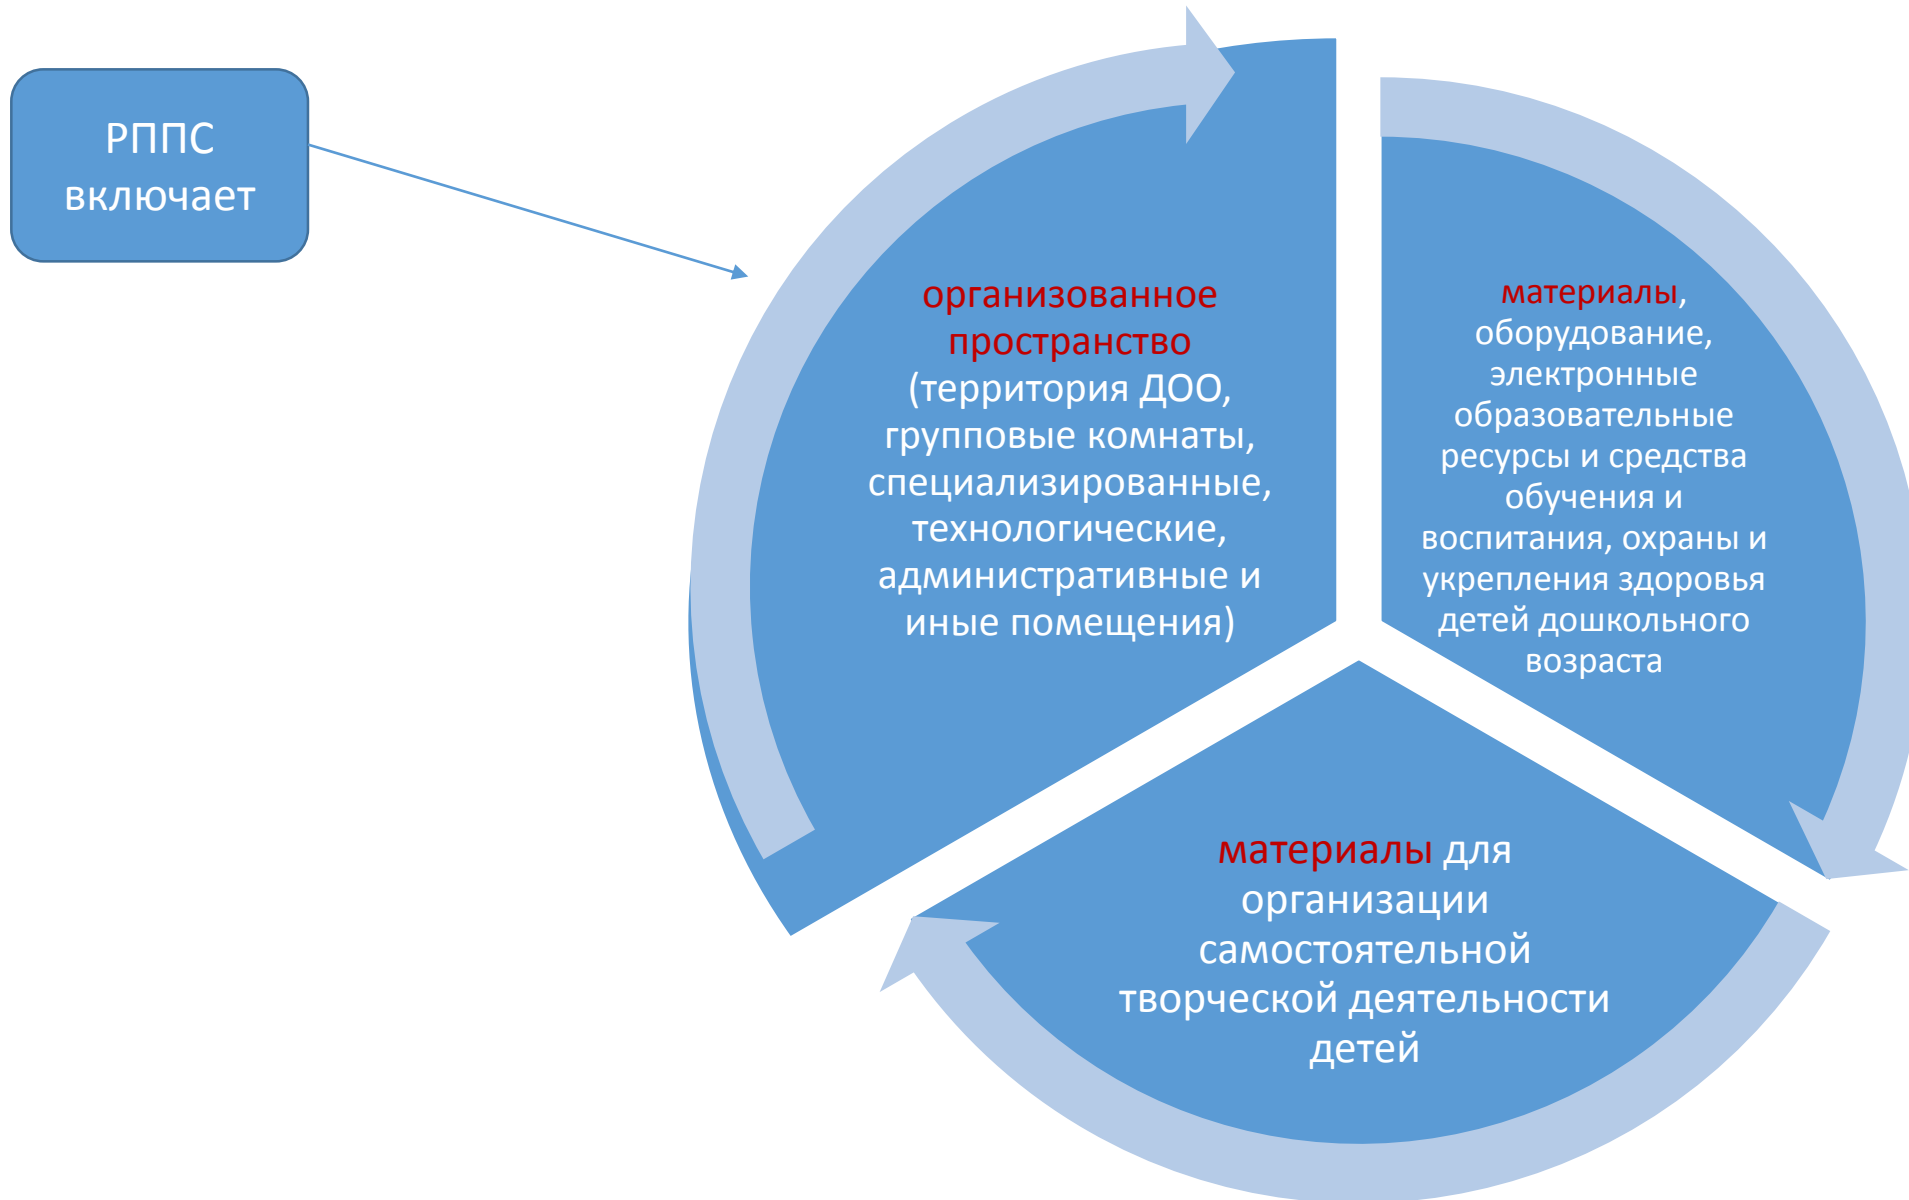 РППС
включает
организованное
пространство
(территория ДОО,
групповые комнаты,
специализированные,
технологические,
административные и
иные помещения)
материалы,
оборудование,
электронные
образовательные
ресурсы и средства
обучения и
воспитания, охраны и
укрепления здоровья
детей дошкольного
возраста
материалы для
организации
самостоятельной
творческой деятельности
детей